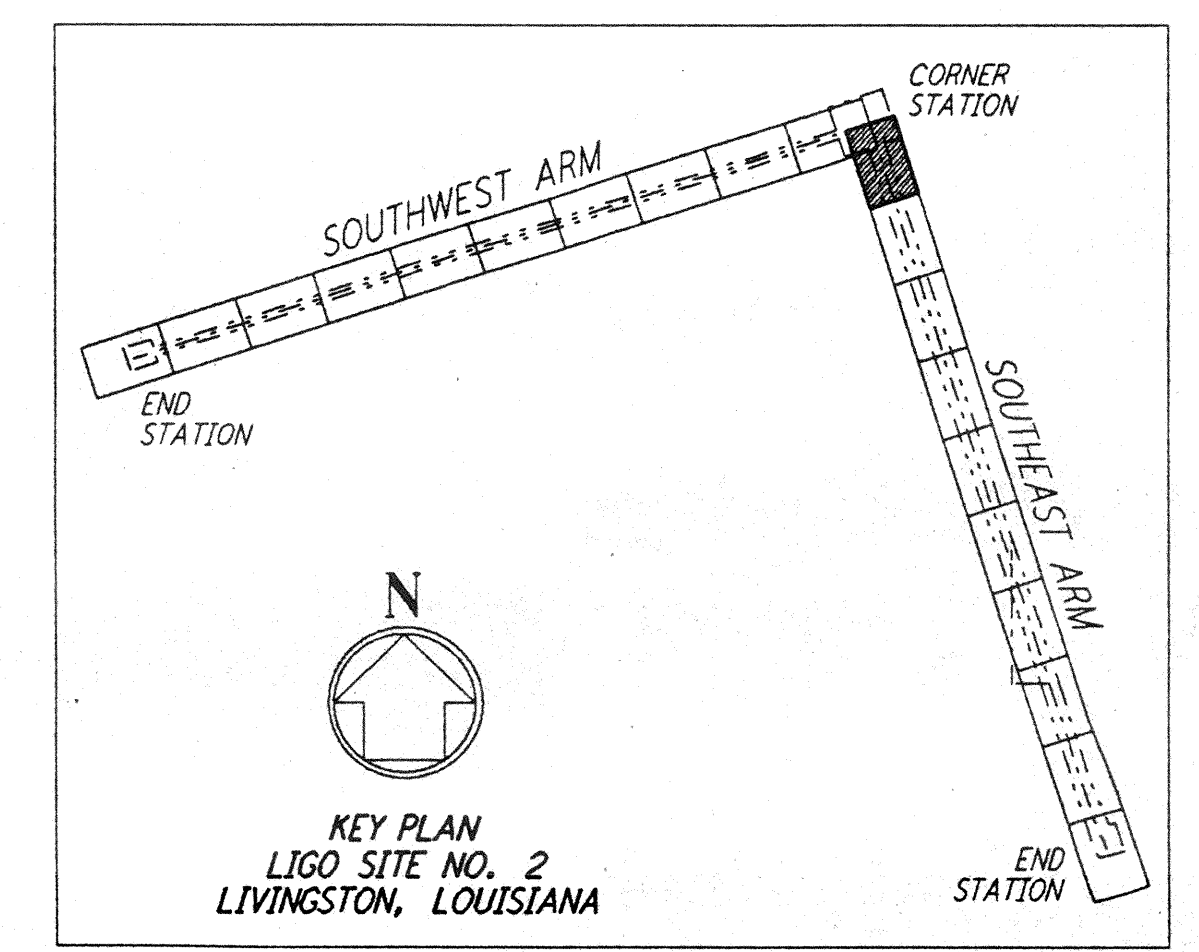 CORNER
STATION
SOUTHWEST ARM
END
STATION
SOUTHEAST ARM
N
KEY PLAN
LIGO SITE NO. 2
LIVINGSTON, LOUISIANA
END
STATION